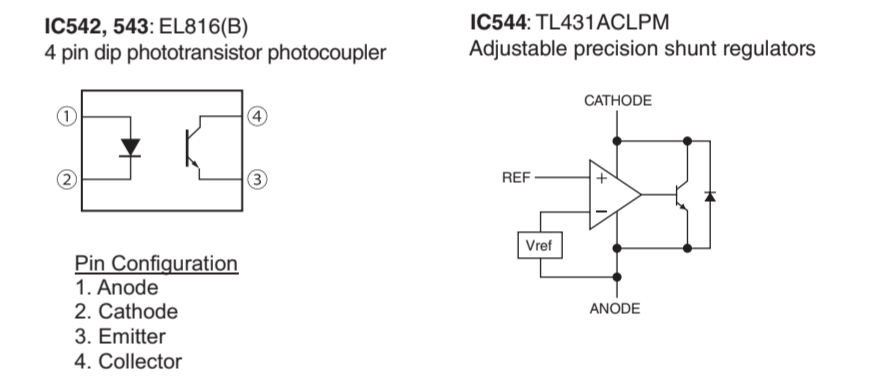 IC542, 543: EL816(B)
4 pin dip phototransistor photocoupler
1
4
2
3
Pin Configuration
1. Anode
2. Cathode
3. Emitter
4. Collector
IC544: TL431ACLPM
Adjustable precision shunt regulators
CATHODE
REF
+
−
Vref
ANODE